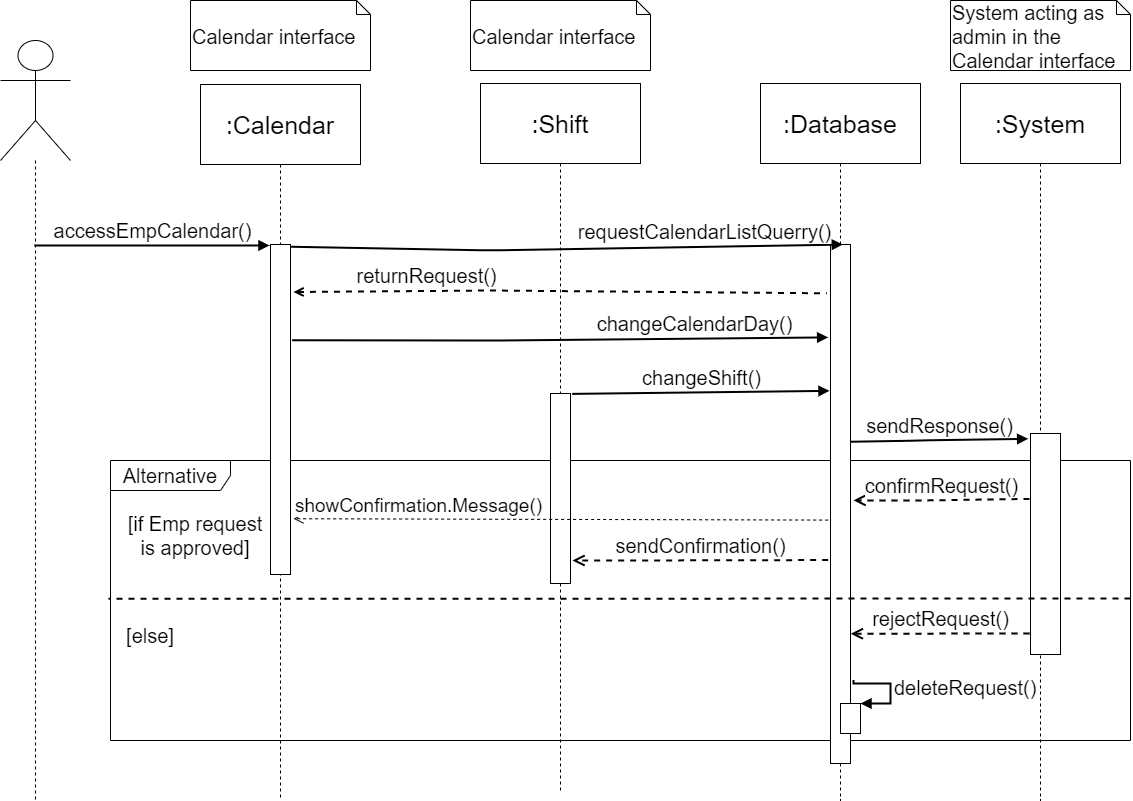 Calendar interface
Calendar interface
System acting as
admin in the
Calendar interface
:Calendar
:Shift
:Database
:System
accessEmpCalendar()
requestCalendarListQuerry()
returnRequest()
changeCalendarDay()
changeShift()
sendResponse()
Alternative
confirmRequest()
showConfirmation.Message()
[if Emp request
is approved]
sendConfirmation()
rejectRequest()
[else]
deleteRequest()